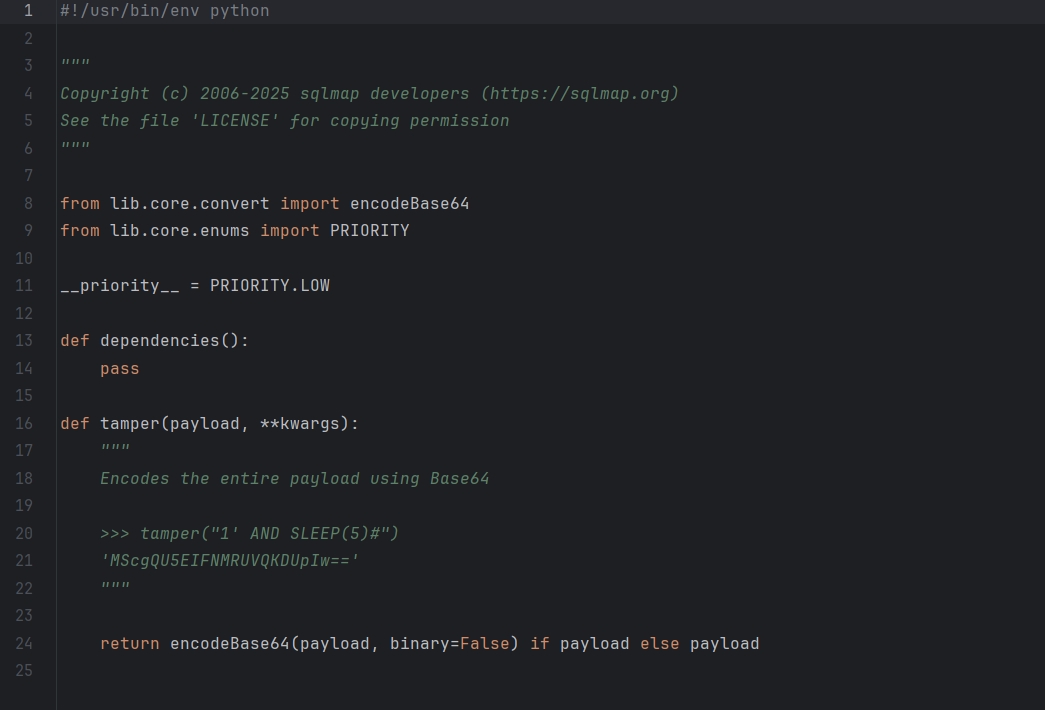 1 #!/usr/bin/env python
2
3 """
4 Copyright (c) 2006-2025 sqlmap developers (https://sqlmap.org)
5 See the file 'LICENSE' for copying permission
6 """
7
8 from lib.core.convert import encodeBase64
9 from lib.core.enums import PRIORITY
10
11 __priority__ = PRIORITY.LOW
12
13 def dependencies():
14     pass
15
16 def tamper(payload, **kwargs):
17     """
18     Encodes the entire payload using Base64
19
20     >>> tamper("1' AND SLEEP(5)#")
21     'MScgQU5EIFNMRUVQKDUpIw=='
22     """
23
24     return encodeBase64(payload, binary=False) if payload else payload
25